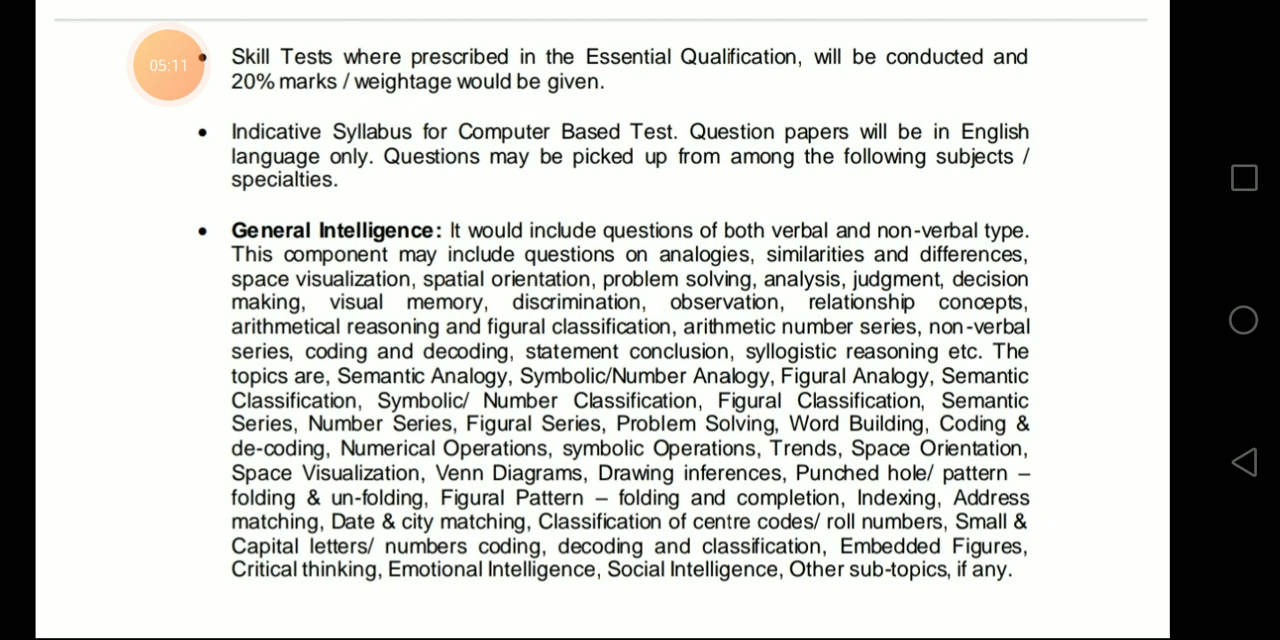 05:11
• Skill Tests where prescribed in the Essential Qualification, will be conducted and
20% marks / weightage would be given.
• Indicative Syllabus for Computer Based Test. Question papers will be in English
language only. Questions may be picked up from among the following subjects /
specialties.
• General Intelligence: It would include questions of both verbal and non-verbal type.
This component may include questions on analogies, similarities and differences,
space visualization, spatial orientation, problem solving, analysis, judgment, decision
making, visual memory, discrimination, observation, relationship concepts,
arithmetical reasoning and figural classification, arithmetic number series, non-verbal
series, coding and decoding, statement conclusion, syllogistic reasoning etc. The
topics are, Semantic Analogy, Symbolic/Number Analogy, Figural Analogy, Semantic
Classification, Symbolic/ Number Classification, Figural Classification, Semantic
Series, Number Series, Figural Series, Problem Solving, Word Building, Coding &
de-coding, Numerical Operations, symbolic Operations, Trends, Space Orientation,
Space Visualization, Venn Diagrams, Drawing inferences, Punched hole/ pattern –
folding & un-folding, Figural Pattern – folding and completion, Indexing, Address
matching, Date & city matching, Classification of centre codes/ roll numbers, Small &
Capital letters/ numbers coding, decoding and classification, Embedded Figures,
Critical thinking, Emotional Intelligence, Social Intelligence, Other sub-topics, if any.